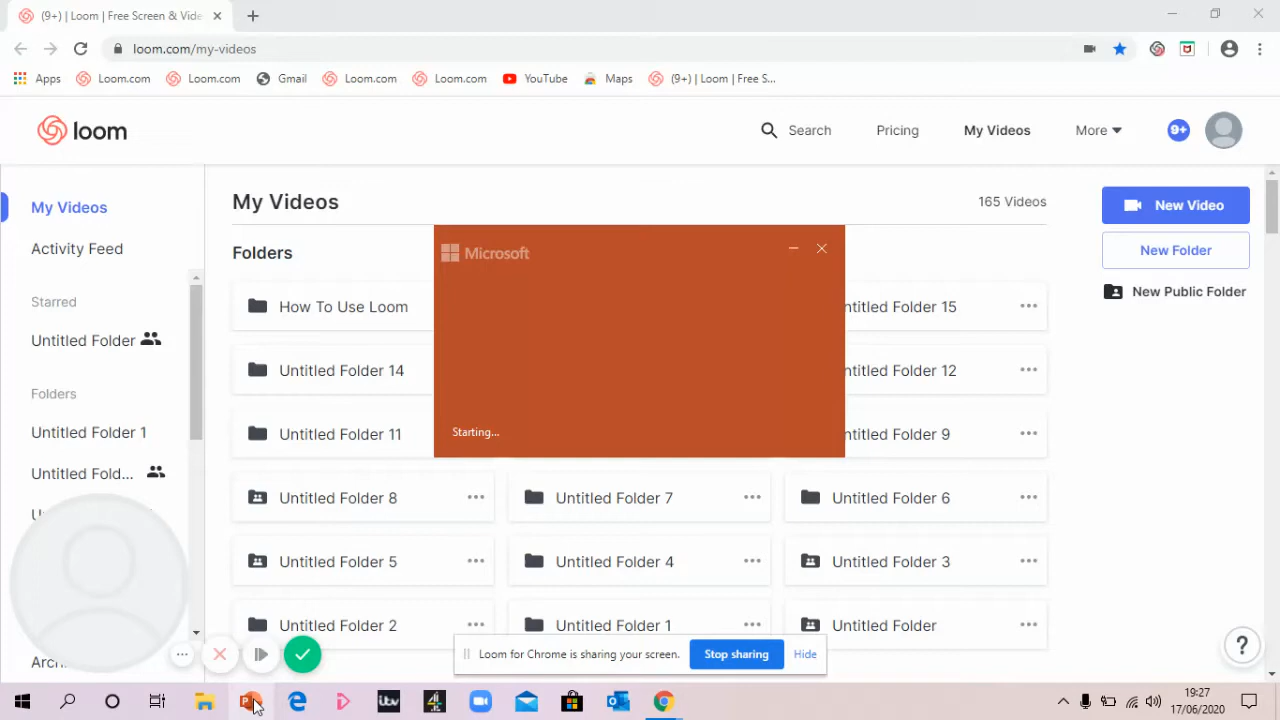 (9+) | Loom | Free Screen & Vide
loom.com/my-videos
Apps Loom.com Loom.com Gmail Loom.com Loom.com YouTube Maps (9+) | Loom | Free S...
loom Search Pricing My Videos More 9+
My Videos
Activity Feed
Starred
Untitled Folder
Folders
Untitled Folder 1
Untitled Fold...
My Videos 165 Videos
Folders
How To Use Loom ntitled Folder 15
Untitled Folder 14 ntitled Folder 12
Untitled Folder 11 ntitled Folder 9
Untitled Folder 8 Untitled Folder 7 Untitled Folder 6
Untitled Folder 5 Untitled Folder 4 Untitled Folder 3
Untitled Folder 2 Untitled Folder 1 Untitled Folder
Microsoft
Starting...
New Video
New Folder
New Public Folder
Loom for Chrome is sharing your screen. Stop sharing Hide
?
itv 4
19:27
17/06/2020